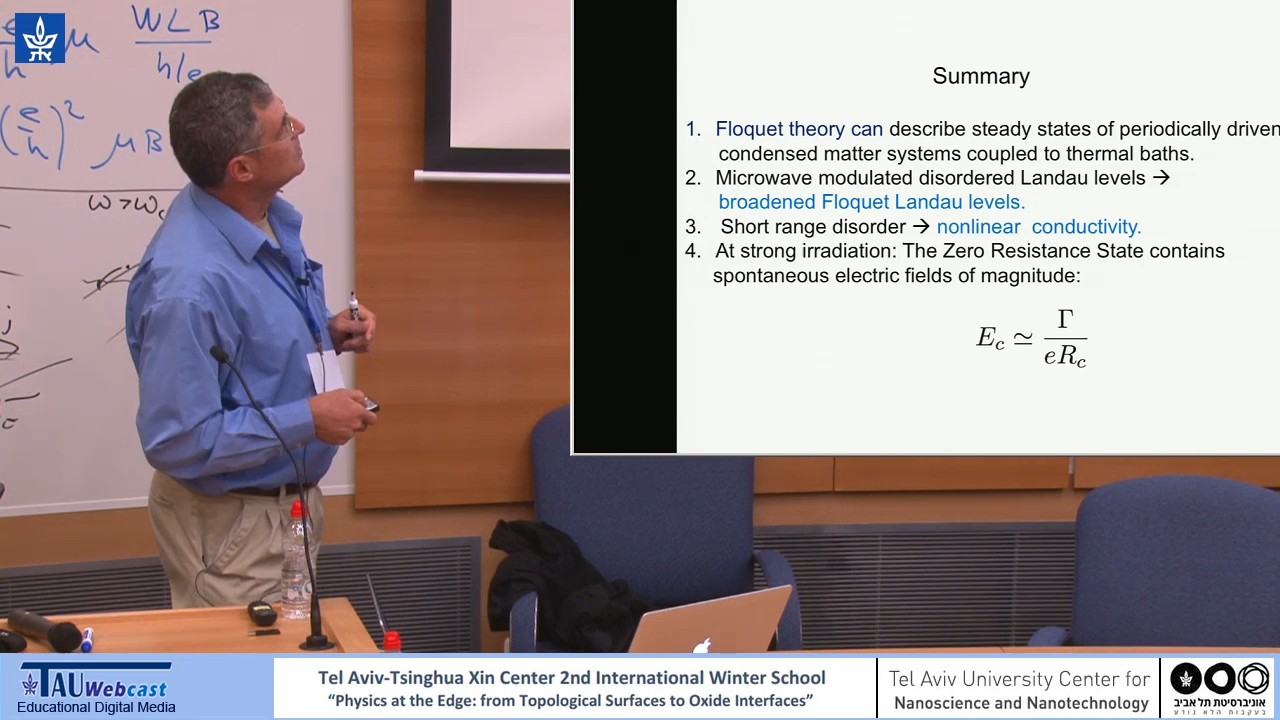 WLB
h/e
μB
ω>ω
Summary
1. Floquet theory can describe steady states of periodically driven
condensed matter systems coupled to thermal baths.
2. Microwave modulated disordered Landau levels →
broadened Floquet Landau levels.
3. Short range disorder → nonlinear conductivity.
4. At strong irradiation: The Zero Resistance State contains
spontaneous electric fields of magnitude:
E_c ≃ Γ / eR_c
TAU Webcast
Educational Digital Media
Tel Aviv-Tsinghua Xin Center 2nd International Winter School
“Physics at the Edge: from Topological Surfaces to Oxide Interfaces”
Tel Aviv University Center for
Nanoscience and Nanotechnology
אוניברסיטת תל אביב